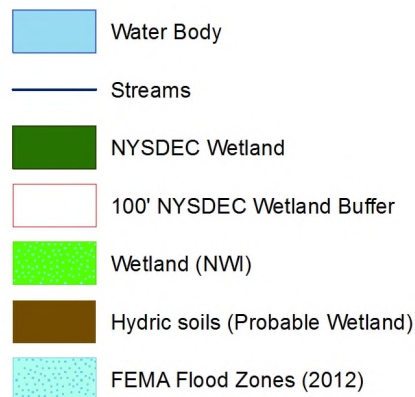 Water Body
Streams
NYSDEC Wetland
100' NYSDEC Wetland Buffer
Wetland (NWI)
Hydric soils (Probable Wetland)
FEMA Flood Zones (2012)